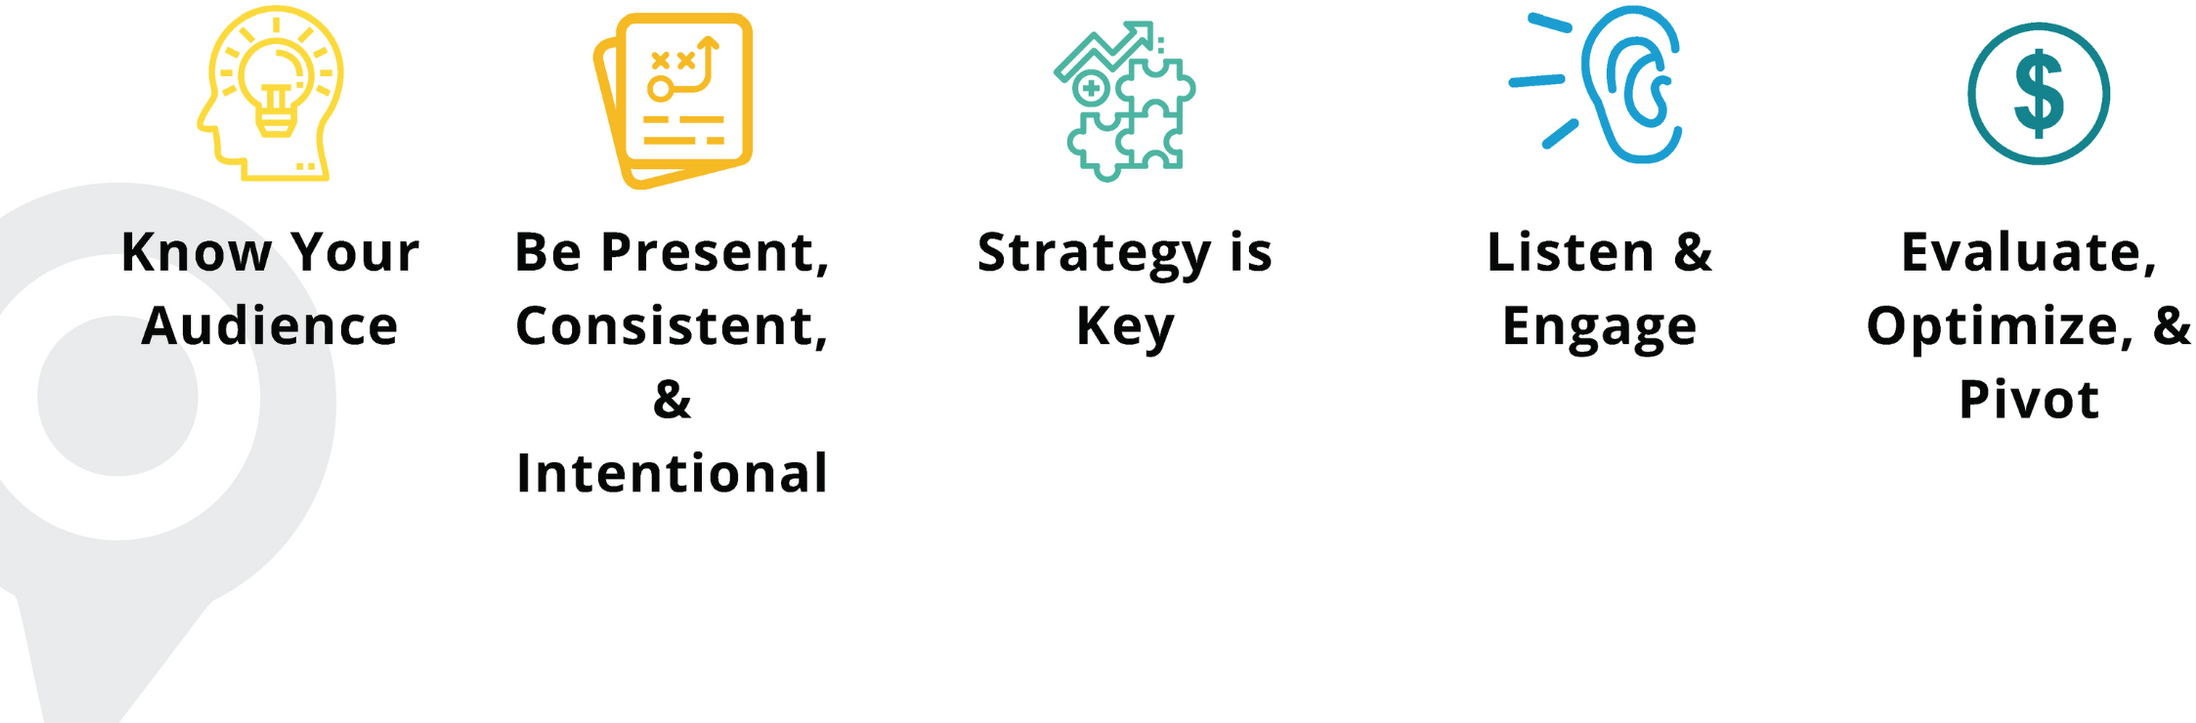 Know Your
Audience
Be Present,
Consistent,
&
Intentional
Strategy is
Key
Listen &
Engage
Evaluate,
Optimize, &
Pivot